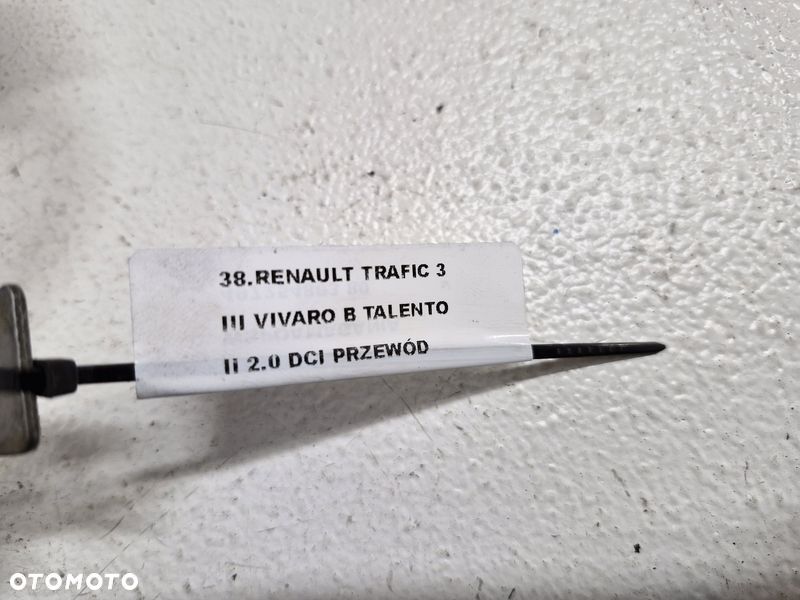 38.RENAULT TRAFIC 3
III VIVARO B TALENTO
Ii 2.0 DCI PRZEWÓD
OTOMOTO